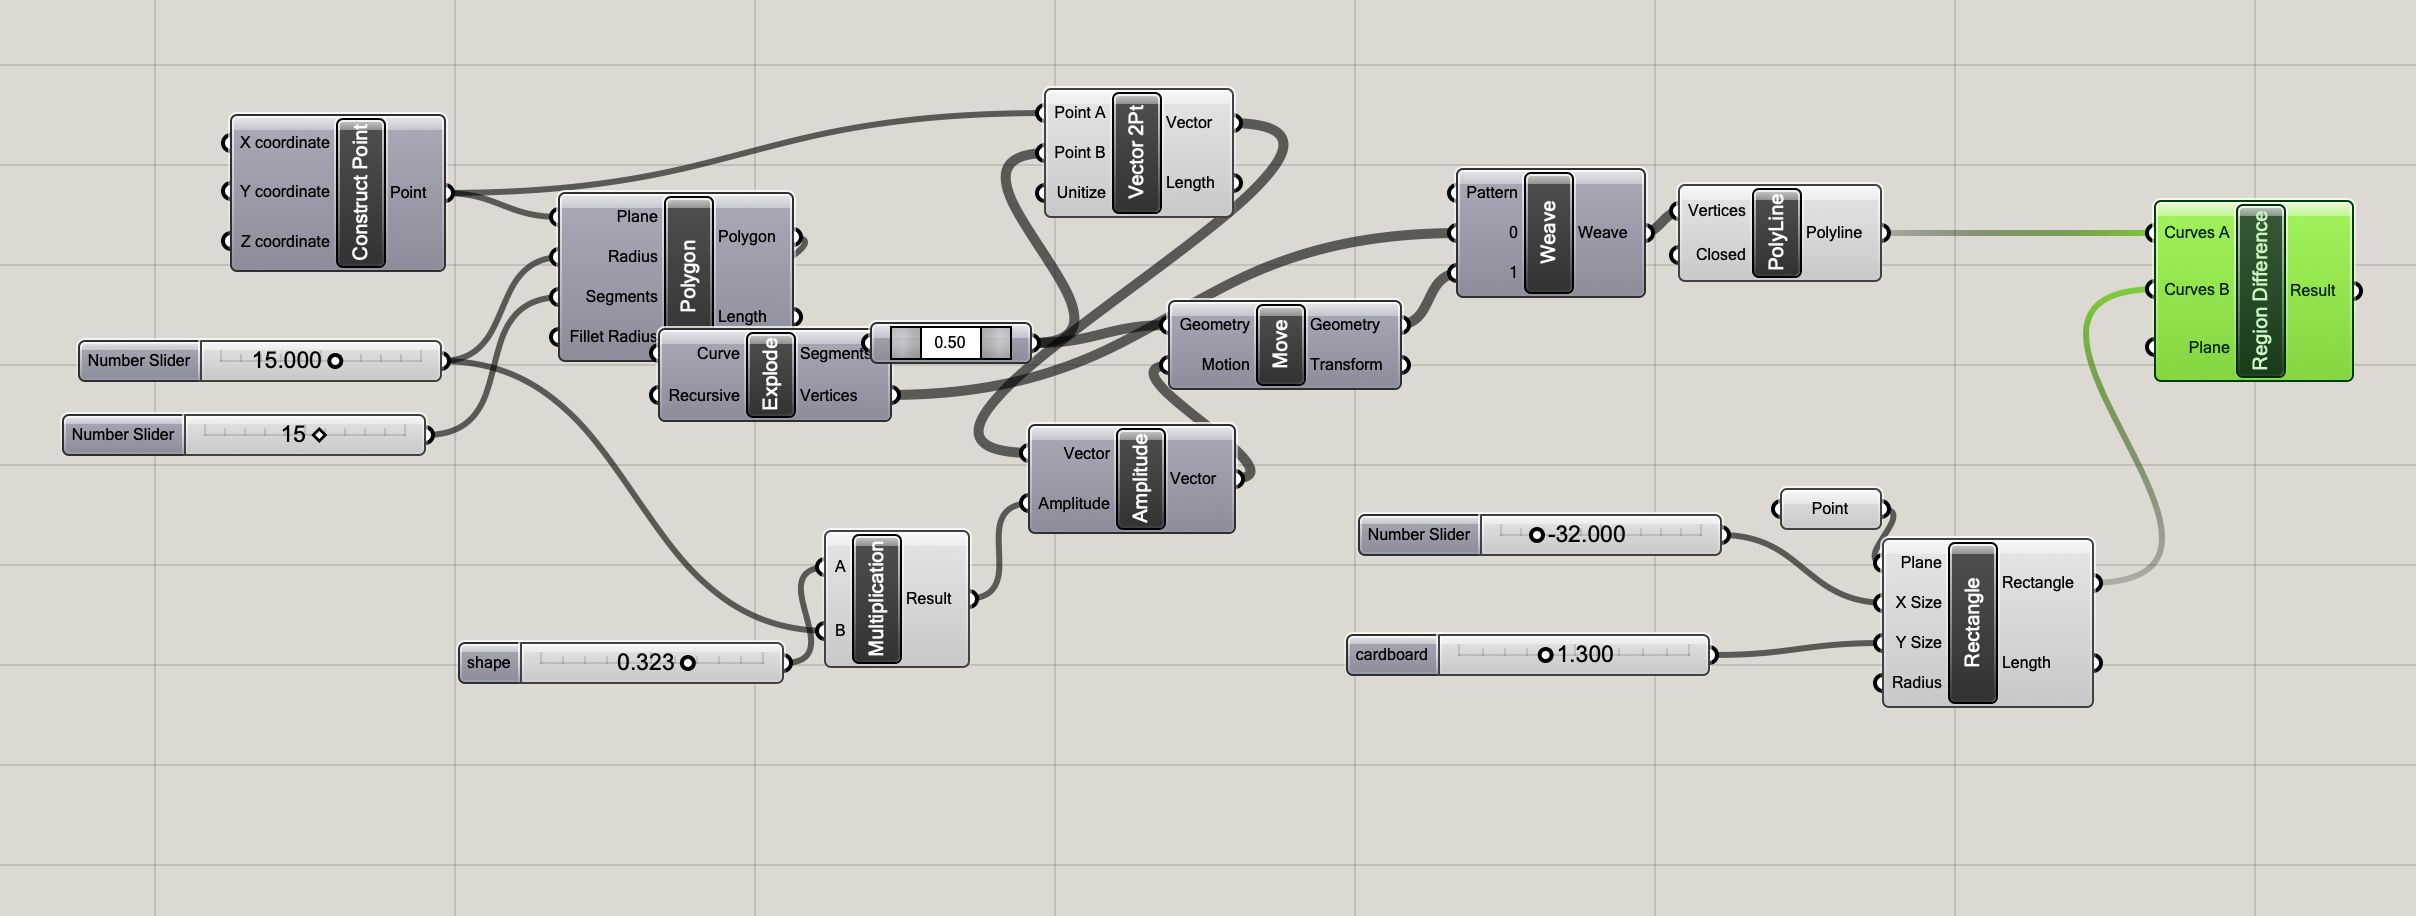 X coordinate
Y coordinate
Z coordinate
Construct Point
Point
Number Slider
15.000
Number Slider
15
Plane
Radius
Segments
Fillet Radius
Polygon
Polygon
Length
Curve
Recursive
Explode
Segments
Vertices
0.50
Point A
Point B
Unitize
Vector 2Pt
Vector
Length
Vector
Amplitude
Amplitude
Vector
shape
0.323
A
B
Multiplication
Result
Geometry
Motion
Move
Geometry
Transform
Pattern
0
1
Weave
Weave
Vertices
Closed
PolyLine
Polyline
Number Slider
-32.000
cardboard
1.300
Point
Plane
X Size
Y Size
Radius
Rectangle
Rectangle
Length
Curves A
Curves B
Plane
Region Difference
Result